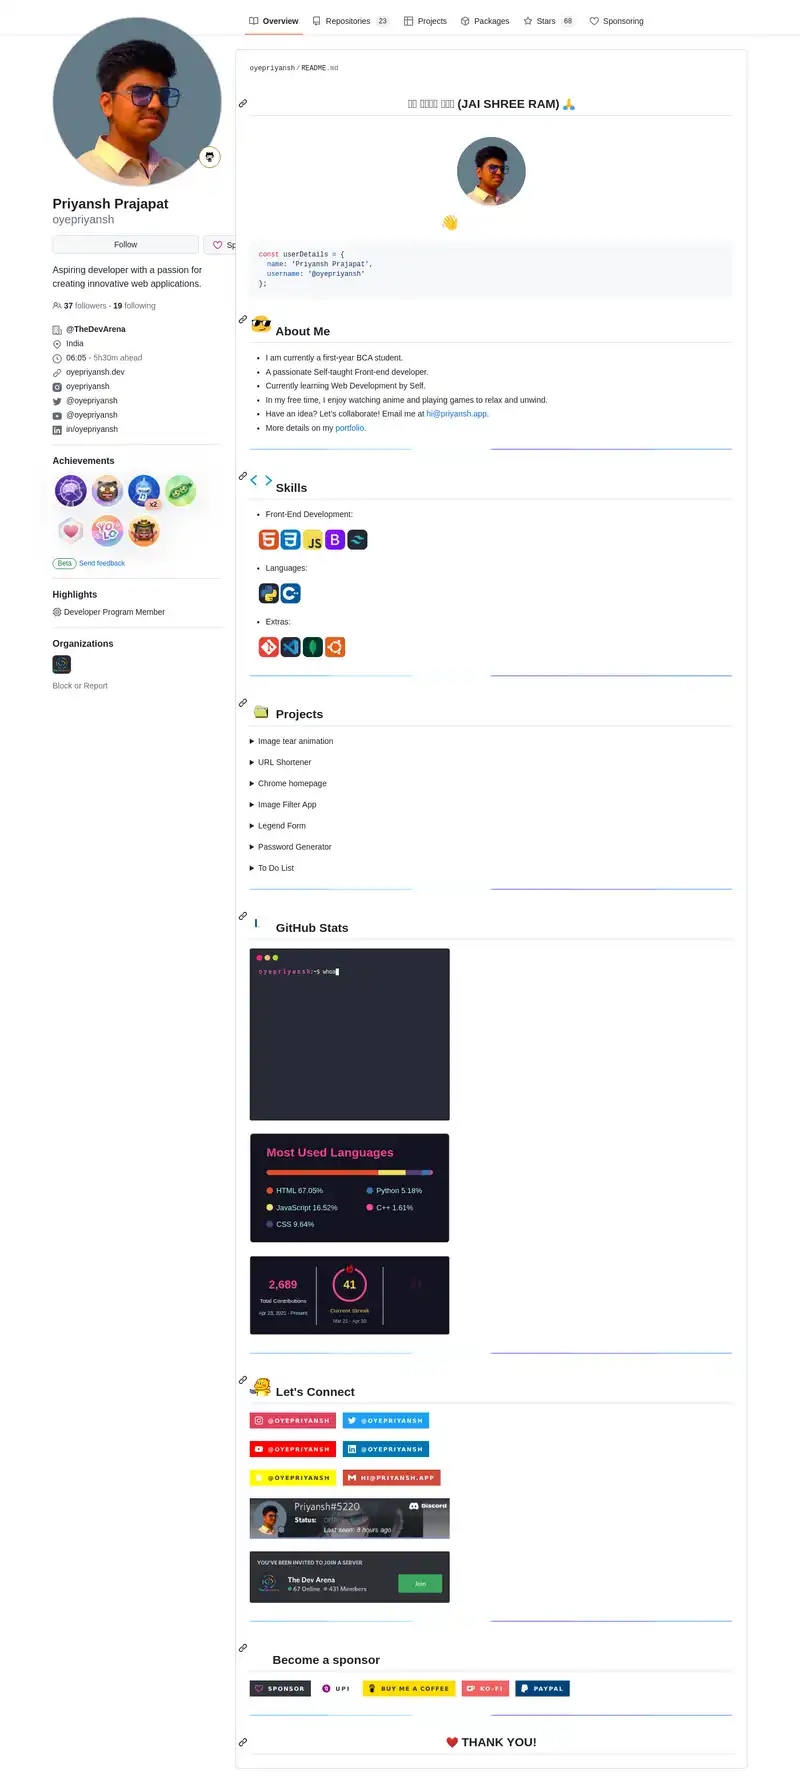 Overview
Repositories 23
Projects
Packages
Stars 68
Sponsoring
Priyansh Prajapat
oyepriyansh
Follow
Sp
Aspiring developer with a passion for
creating innovative web applications.
37 followers · 19 following
@TheDevArena
India
06:05 - 5h30m ahead
oyepriyansh.dev
oyepriyansh
@oyepriyansh
@oyepriyansh
in/oyepriyansh
Achievements
x2
Beta Send feedback
Highlights
Developer Program Member
Organizations
Block or Report
oyepriyansh / README.md
(JAI SHREE RAM) 🙏
const userDetails = {
name: 'Priyansh Prajapat',
username: '@oyepriyansh'
};
About Me
I am currently a first-year BCA student.
A passionate Self-taught Front-end developer.
Currently learning Web Development by Self.
In my free time, I enjoy watching anime and playing games to relax and unwind.
Have an idea? Let's collaborate! Email me at hi@priyansh.app.
More details on my portfolio.
Skills
Front-End Development:
JS B
Languages:
Extras:
Projects
Image tear animation
URL Shortener
Chrome homepage
Image Filter App
Legend Form
Password Generator
To Do List
GitHub Stats
oyepriyansh:~$ whoa
Most Used Languages
HTML 67.05% Python 5.18%
JavaScript 16.52% C++ 1.61%
CSS 9.64%
2,689
Total Contributions
Apr 23, 2021 - Present
41
Current Streak
Mar 21 - Apr 30
Let's Connect
@OYEPRIYANSH @OYEPRIYANSH
@OYEPRIYANSH @OYEPRIYANSH
@OYEPRIYANSH HI@PRIYANSH.APP
Priyansh#5220 Discord
Status:
Last seen: 8 hours ago
YOU'VE BEEN INVITED TO JOIN A SERVER
The Dev Arena
67 Online 431 Members
Join
Become a sponsor
SPONSOR UPI BUY ME A COFFEE KO-FI PAYPAL
❤️ THANK YOU!